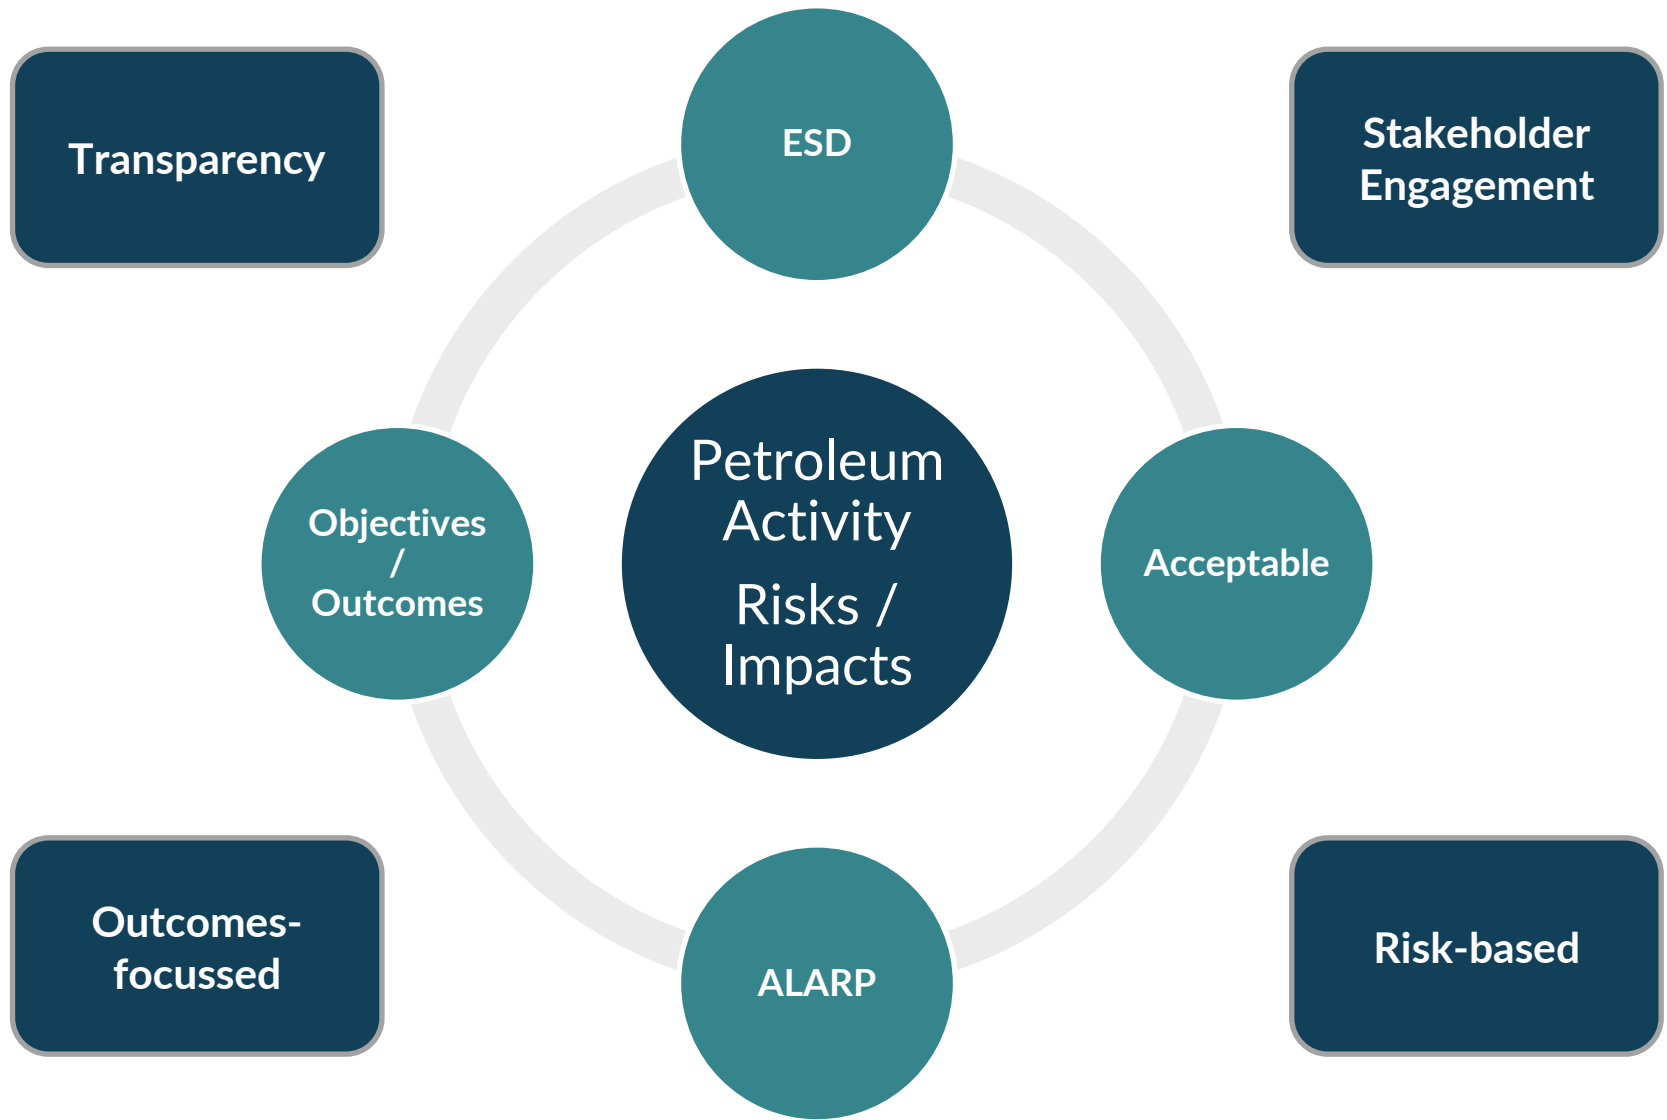 Transparency
ESD
Stakeholder
Engagement
Objectives
/
Outcomes
Petroleum
Activity
Risks /
Impacts
Acceptable
Outcomes-
focussed
ALARP
Risk-based